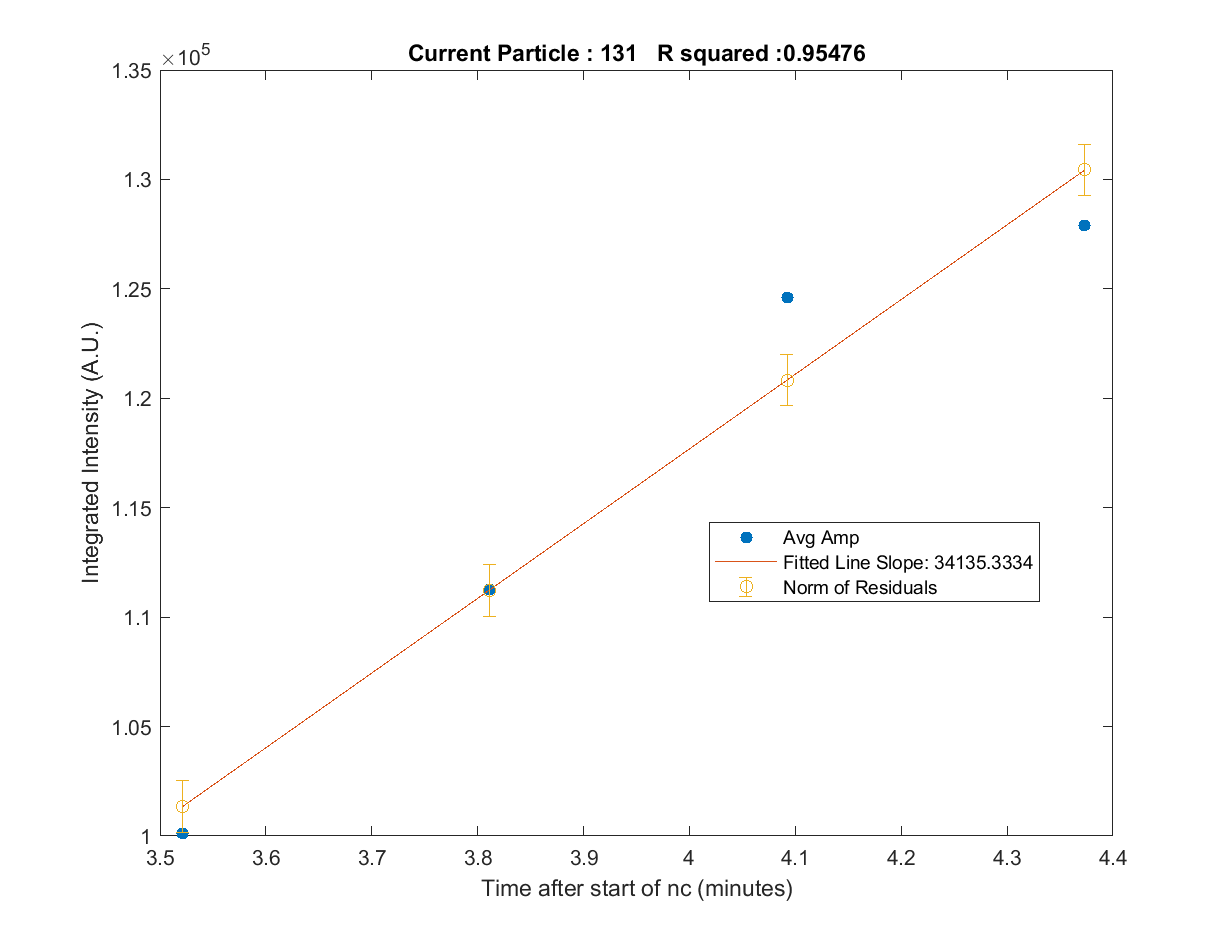 Current Particle : 131   R squared :0.95476
×10^5
1.35
1.3
1.25
1.2
1.15
1.1
1.05
1
Integrated Intensity (A.U.)
Avg Amp
Fitted Line Slope: 34135.3334
Norm of Residuals
3.5 3.6 3.7 3.8 3.9 4 4.1 4.2 4.3 4.4
Time after start of nc (minutes)